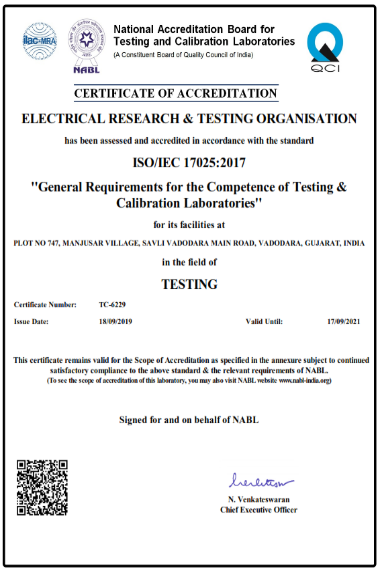 ilac-MRA
NABL
National Accreditation Board for
Testing and Calibration Laboratories
(A Constituent Board of Quality Council of India)
QCI
CERTIFICATE OF ACCREDITATION
ELECTRICAL RESEARCH & TESTING ORGANISATION
has been assessed and accredited in accordance with the standard
ISO/IEC 17025:2017
"General Requirements for the Competence of Testing &
Calibration Laboratories"
for its facilities at
PLOT NO 747, MANJUSAR VILLAGE, SAVLI VADODARA MAIN ROAD, VADODARA, GUJARAT, INDIA
in the field of
TESTING
Certificate Number: TC-6229
Issue Date: 18/09/2019 Valid Until: 17/09/2021
This certificate remains valid for the Scope of Accreditation as specified in the annexure subject to continued
satisfactory compliance to the above standard & the relevant requirements of NABL.
(To see the scope of accreditation of this laboratory, you may also visit NABL website www.nabl-india.org)
Signed for and on behalf of NABL
N. Venkateswaran
Chief Executive Officer